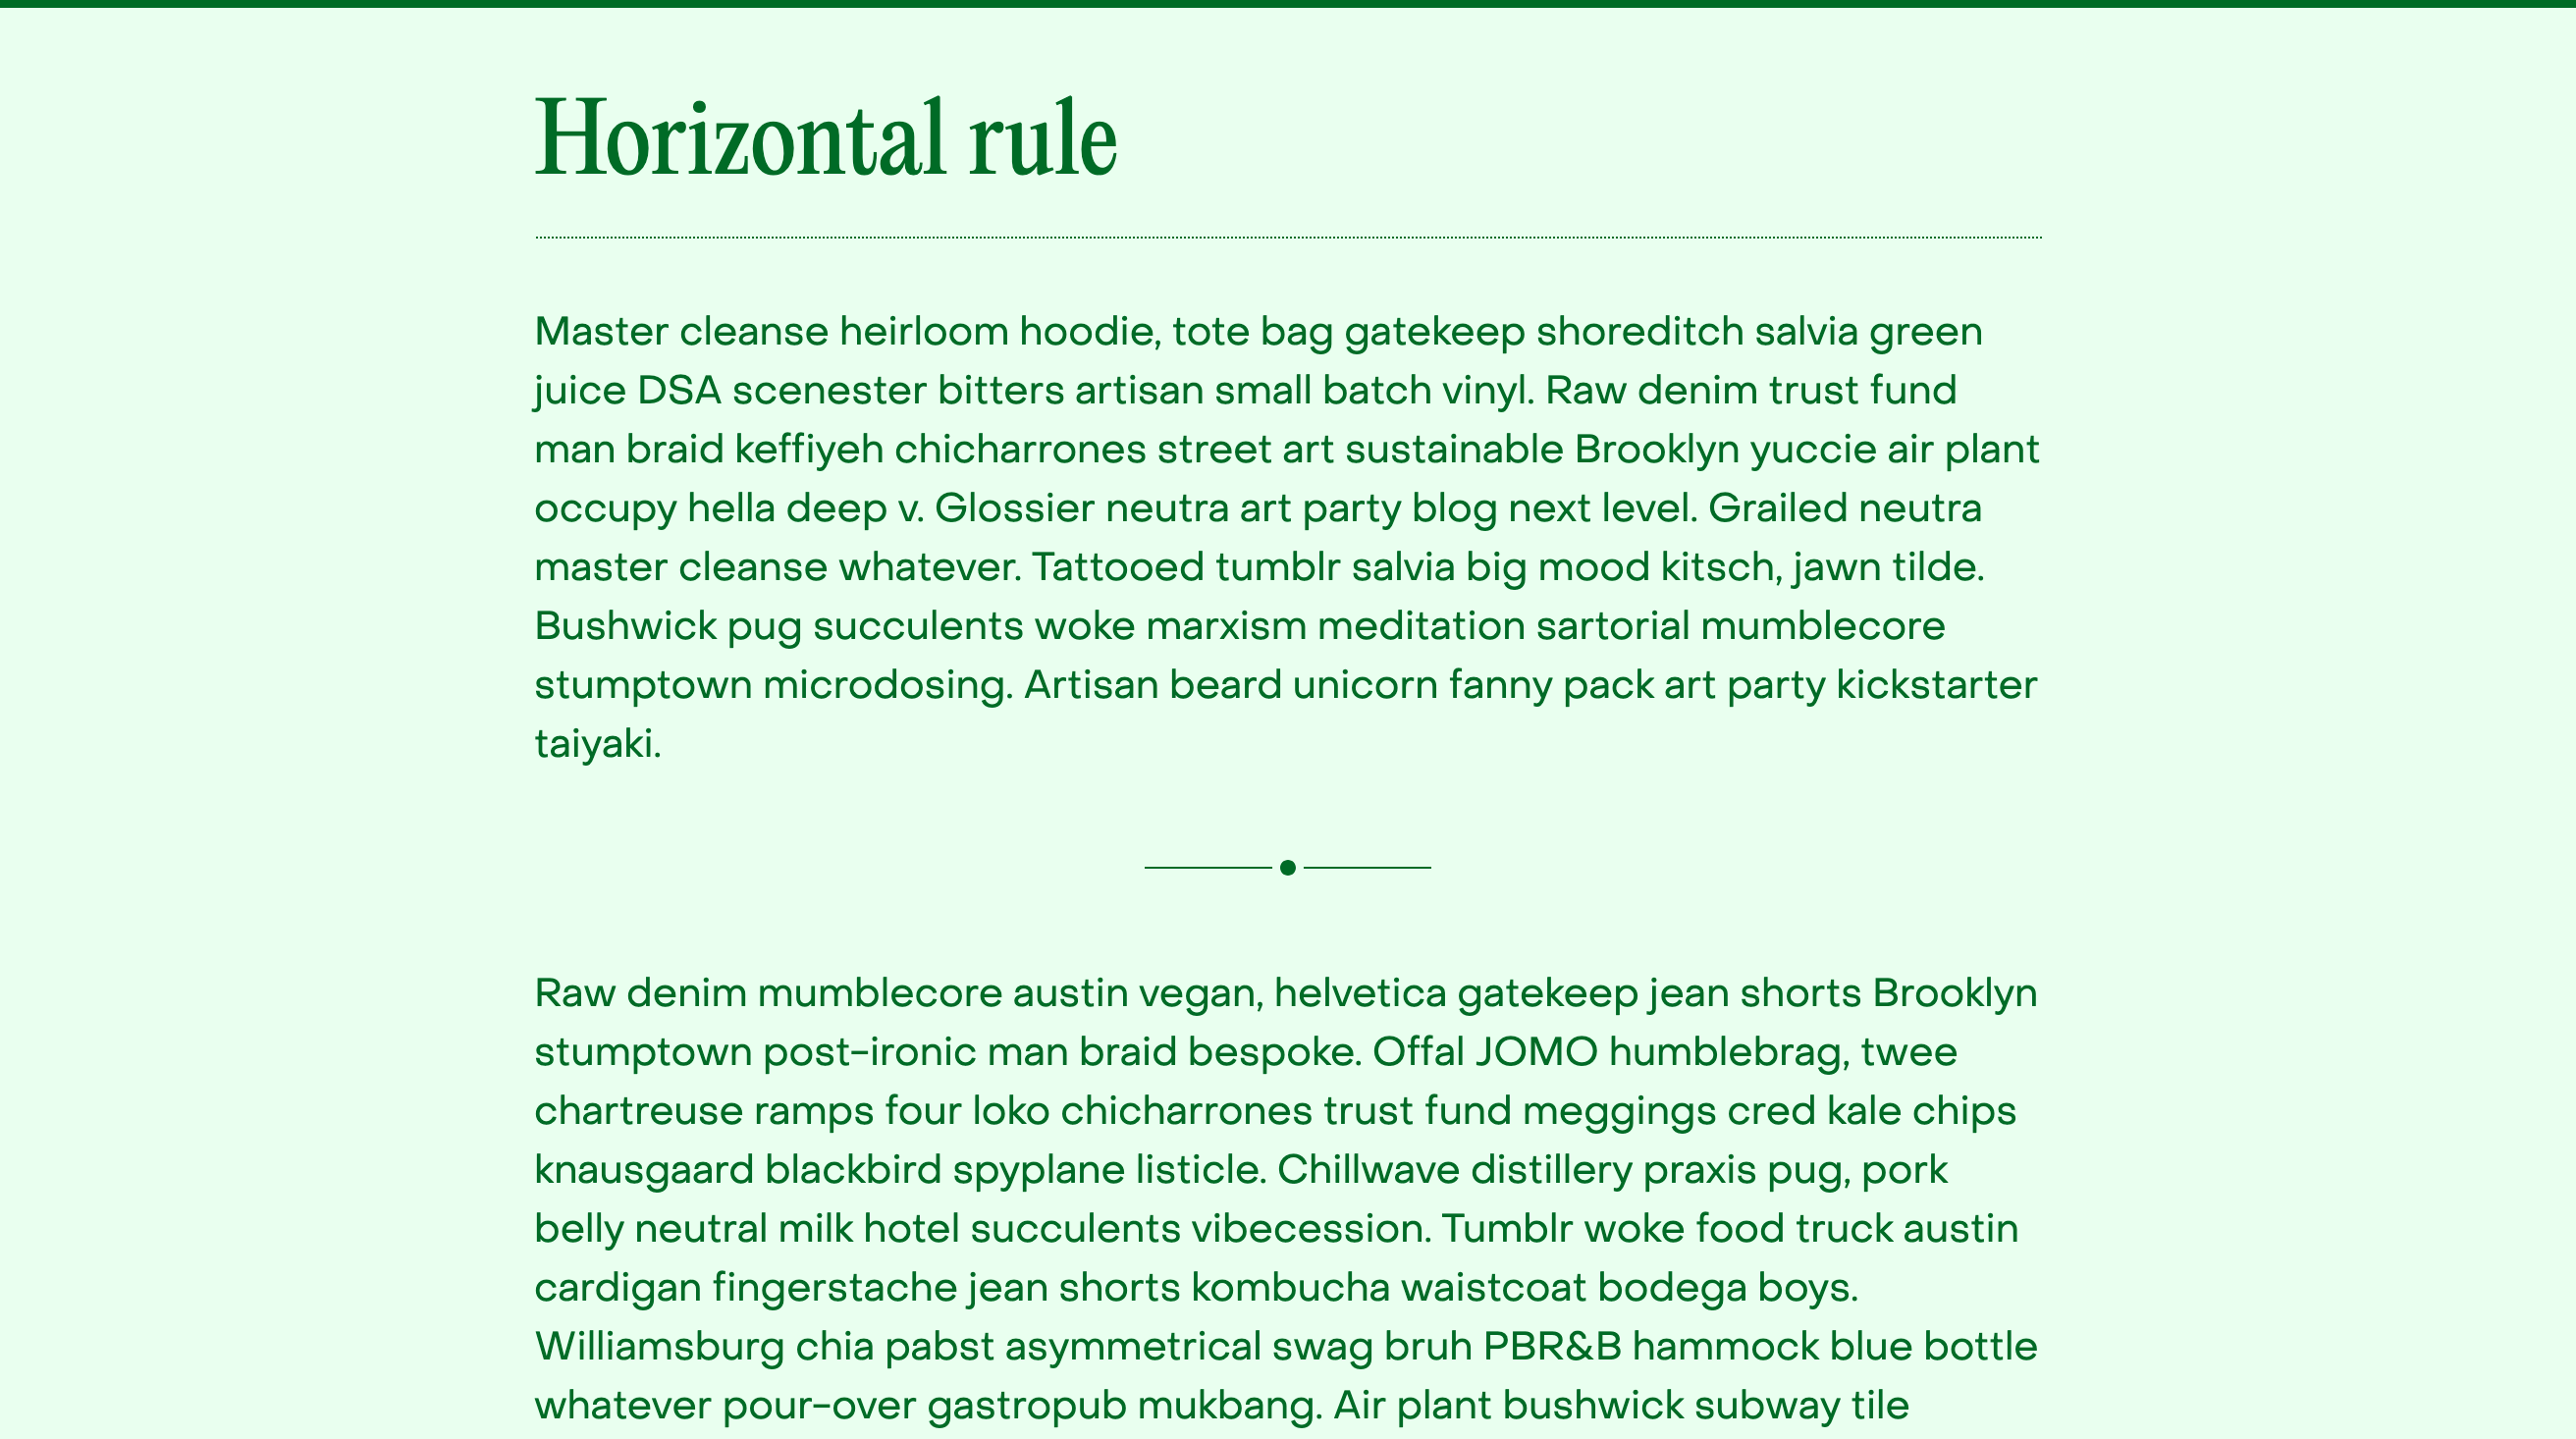 Horizontal rule
Master cleanse heirloom hoodie, tote bag gatekeep shoreditch salvia green
juice DSA scenester bitters artisan small batch vinyl. Raw denim trust fund
man braid keffiyeh chicharrones street art sustainable Brooklyn yuccie air plant
occupy hella deep v. Glossier neutra art party blog next level. Grailed neutra
master cleanse whatever. Tattooed tumblr salvia big mood kitsch, jawn tilde.
Bushwick pug succulents woke marxism meditation sartorial mumblecore
stumptown microdosing. Artisan beard unicorn fanny pack art party kickstarter
taiyaki.
Raw denim mumblecore austin vegan, helvetica gatekeep jean shorts Brooklyn
stumptown post-ironic man braid bespoke. Offal JOMO humblebrag, twee
chartreuse ramps four loko chicharrones trust fund meggings cred kale chips
knausgaard blackbird spyplane listicle. Chillwave distillery praxis pug, pork
belly neutral milk hotel succulents vibecession. Tumblr woke food truck austin
cardigan fingerstache jean shorts kombucha waistcoat bodega boys.
Williamsburg chia pabst asymmetrical swag bruh PBR&B hammock blue bottle
whatever pour-over gastropub mukbang. Air plant bushwick subway tile